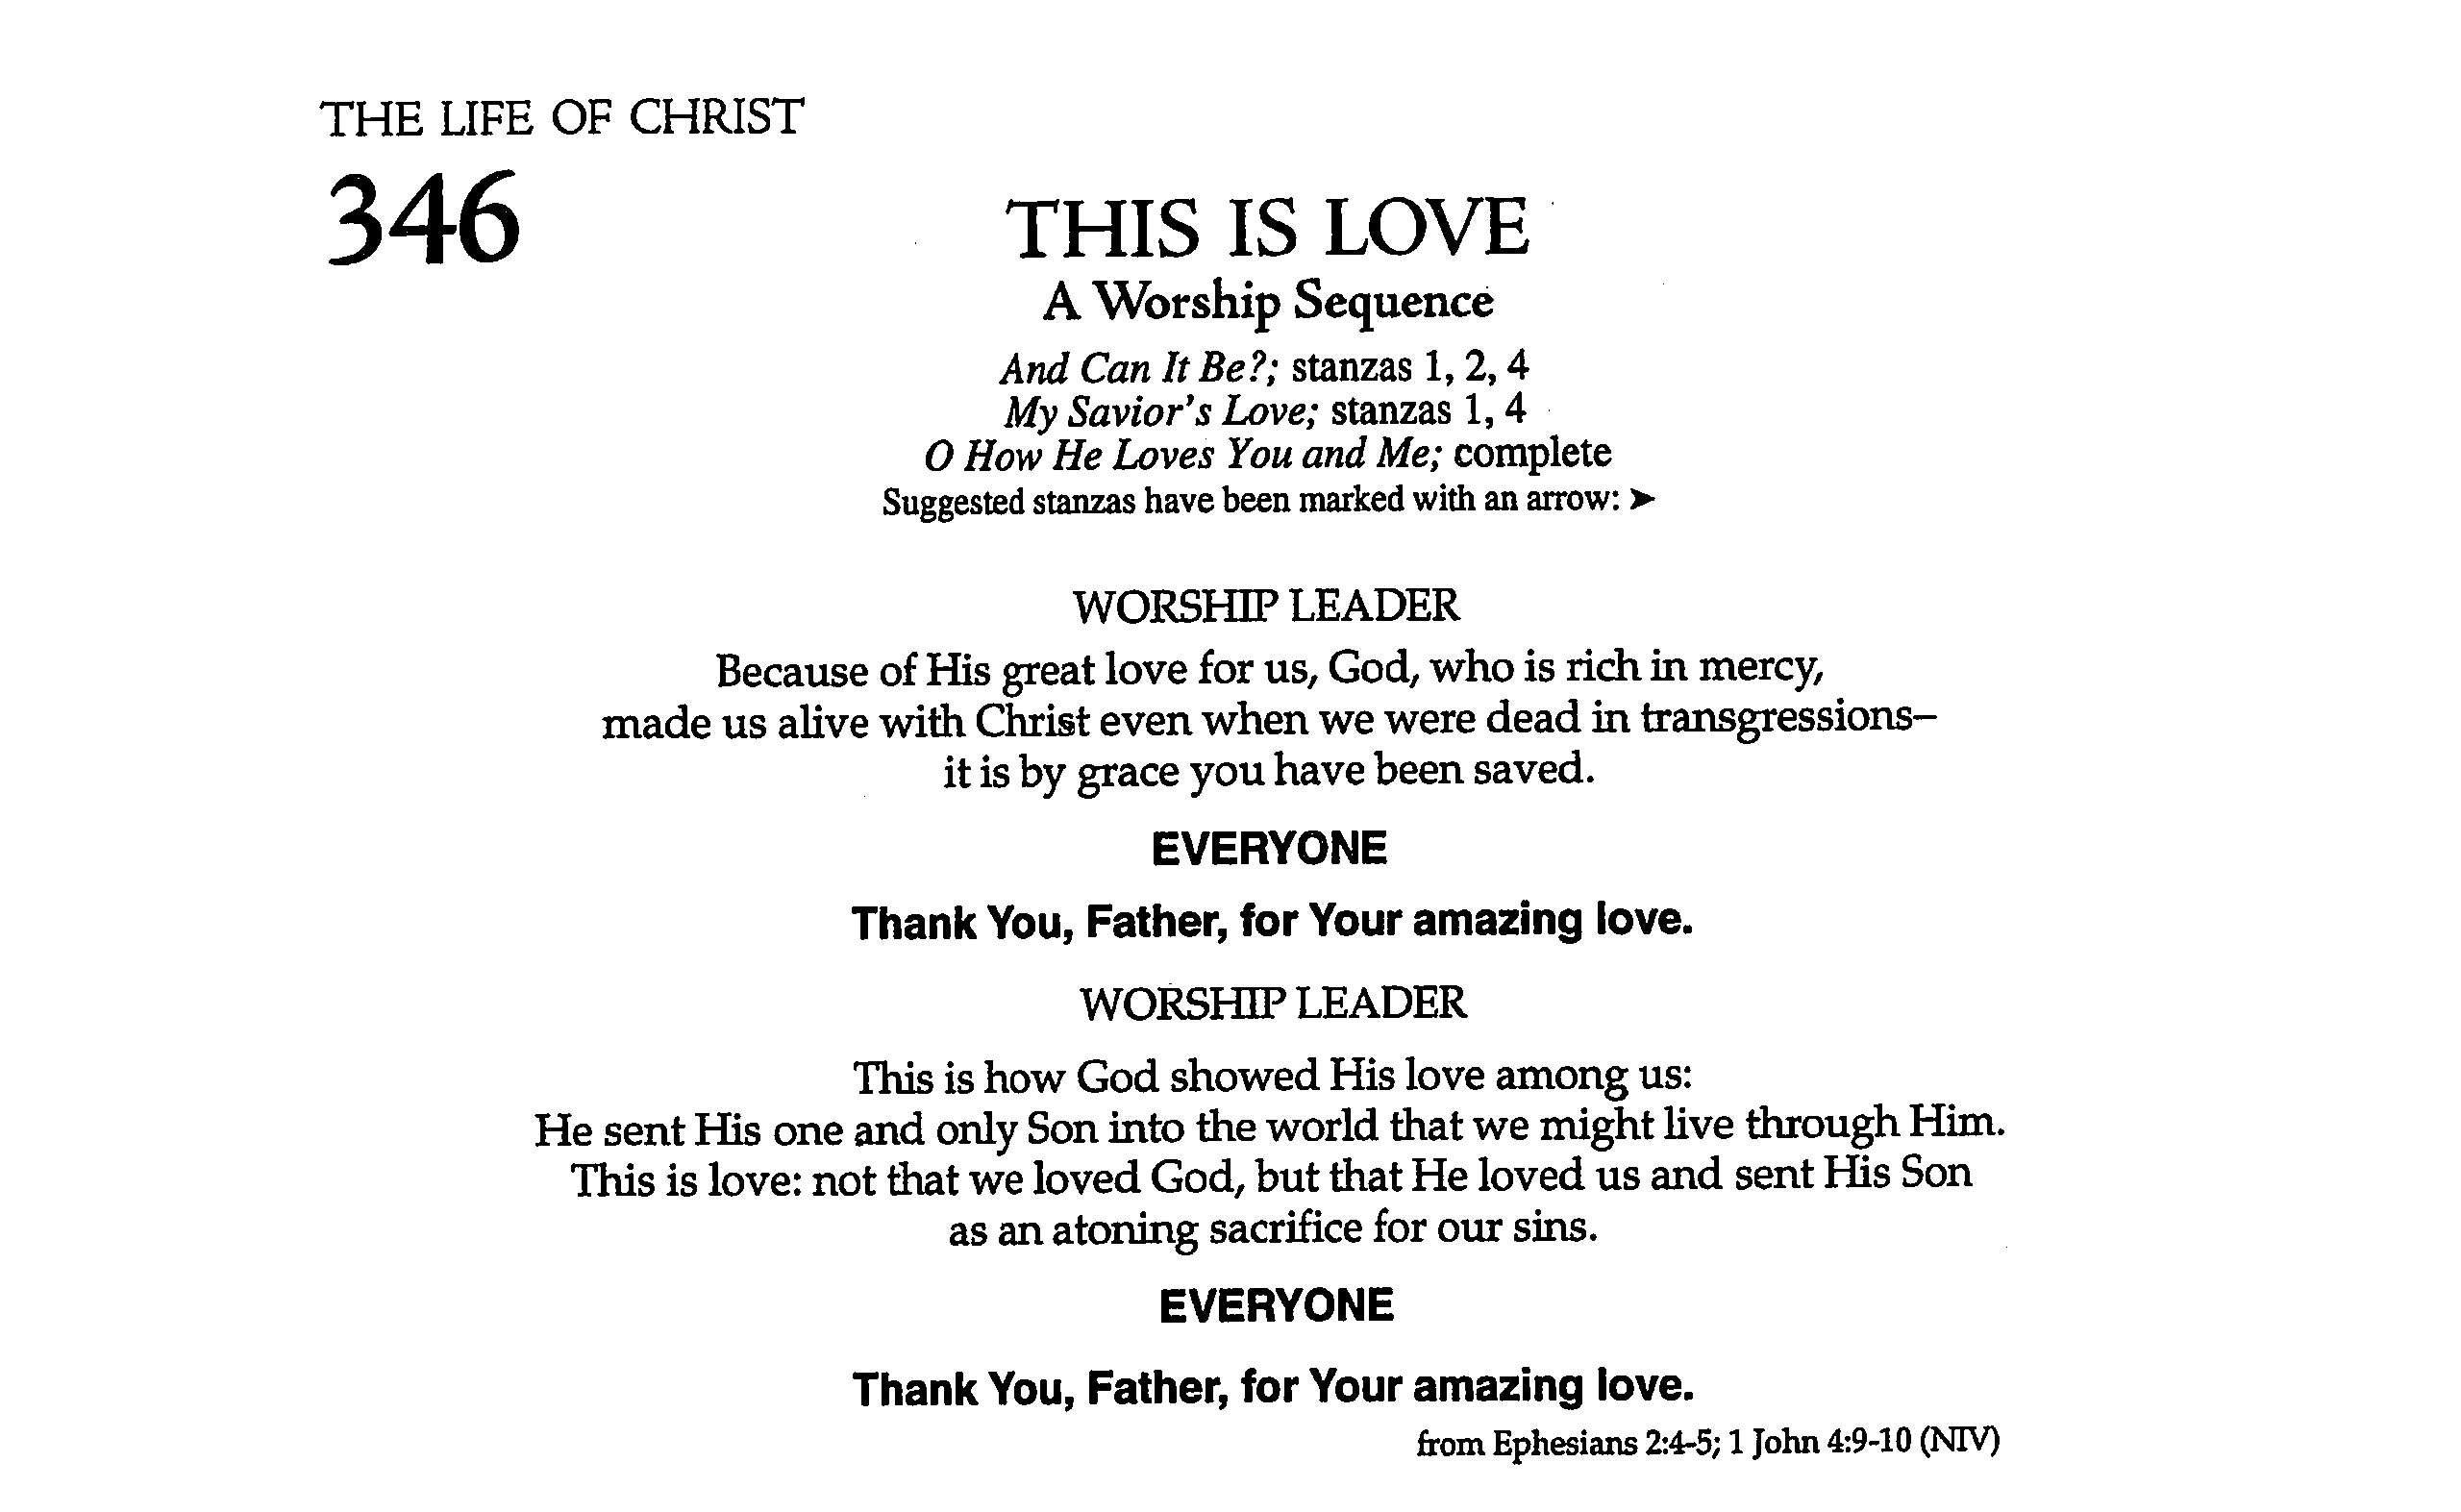 THE LIFE OF CHRIST
346
THIS IS LOVE
A Worship Sequence
And Can It Be?; stanzas 1, 2, 4
My Savior's Love; stanzas 1, 4
O How He Loves You and Me; complete
Suggested stanzas have been marked with an arrow: ➤
WORSHIP LEADER
Because of His great love for us, God, who is rich in mercy,
made us alive with Christ even when we were dead in transgressions–
it is by grace you have been saved.
EVERYONE
Thank You, Father, for Your amazing love.
WORSHIP LEADER
This is how God showed His love among us:
He sent His one and only Son into the world that we might live through Him.
This is love: not that we loved God, but that He loved us and sent His Son
as an atoning sacrifice for our sins.
EVERYONE
Thank You, Father, for Your amazing love.
from Ephesians 2:4-5; 1 John 4:9-10 (NIV)